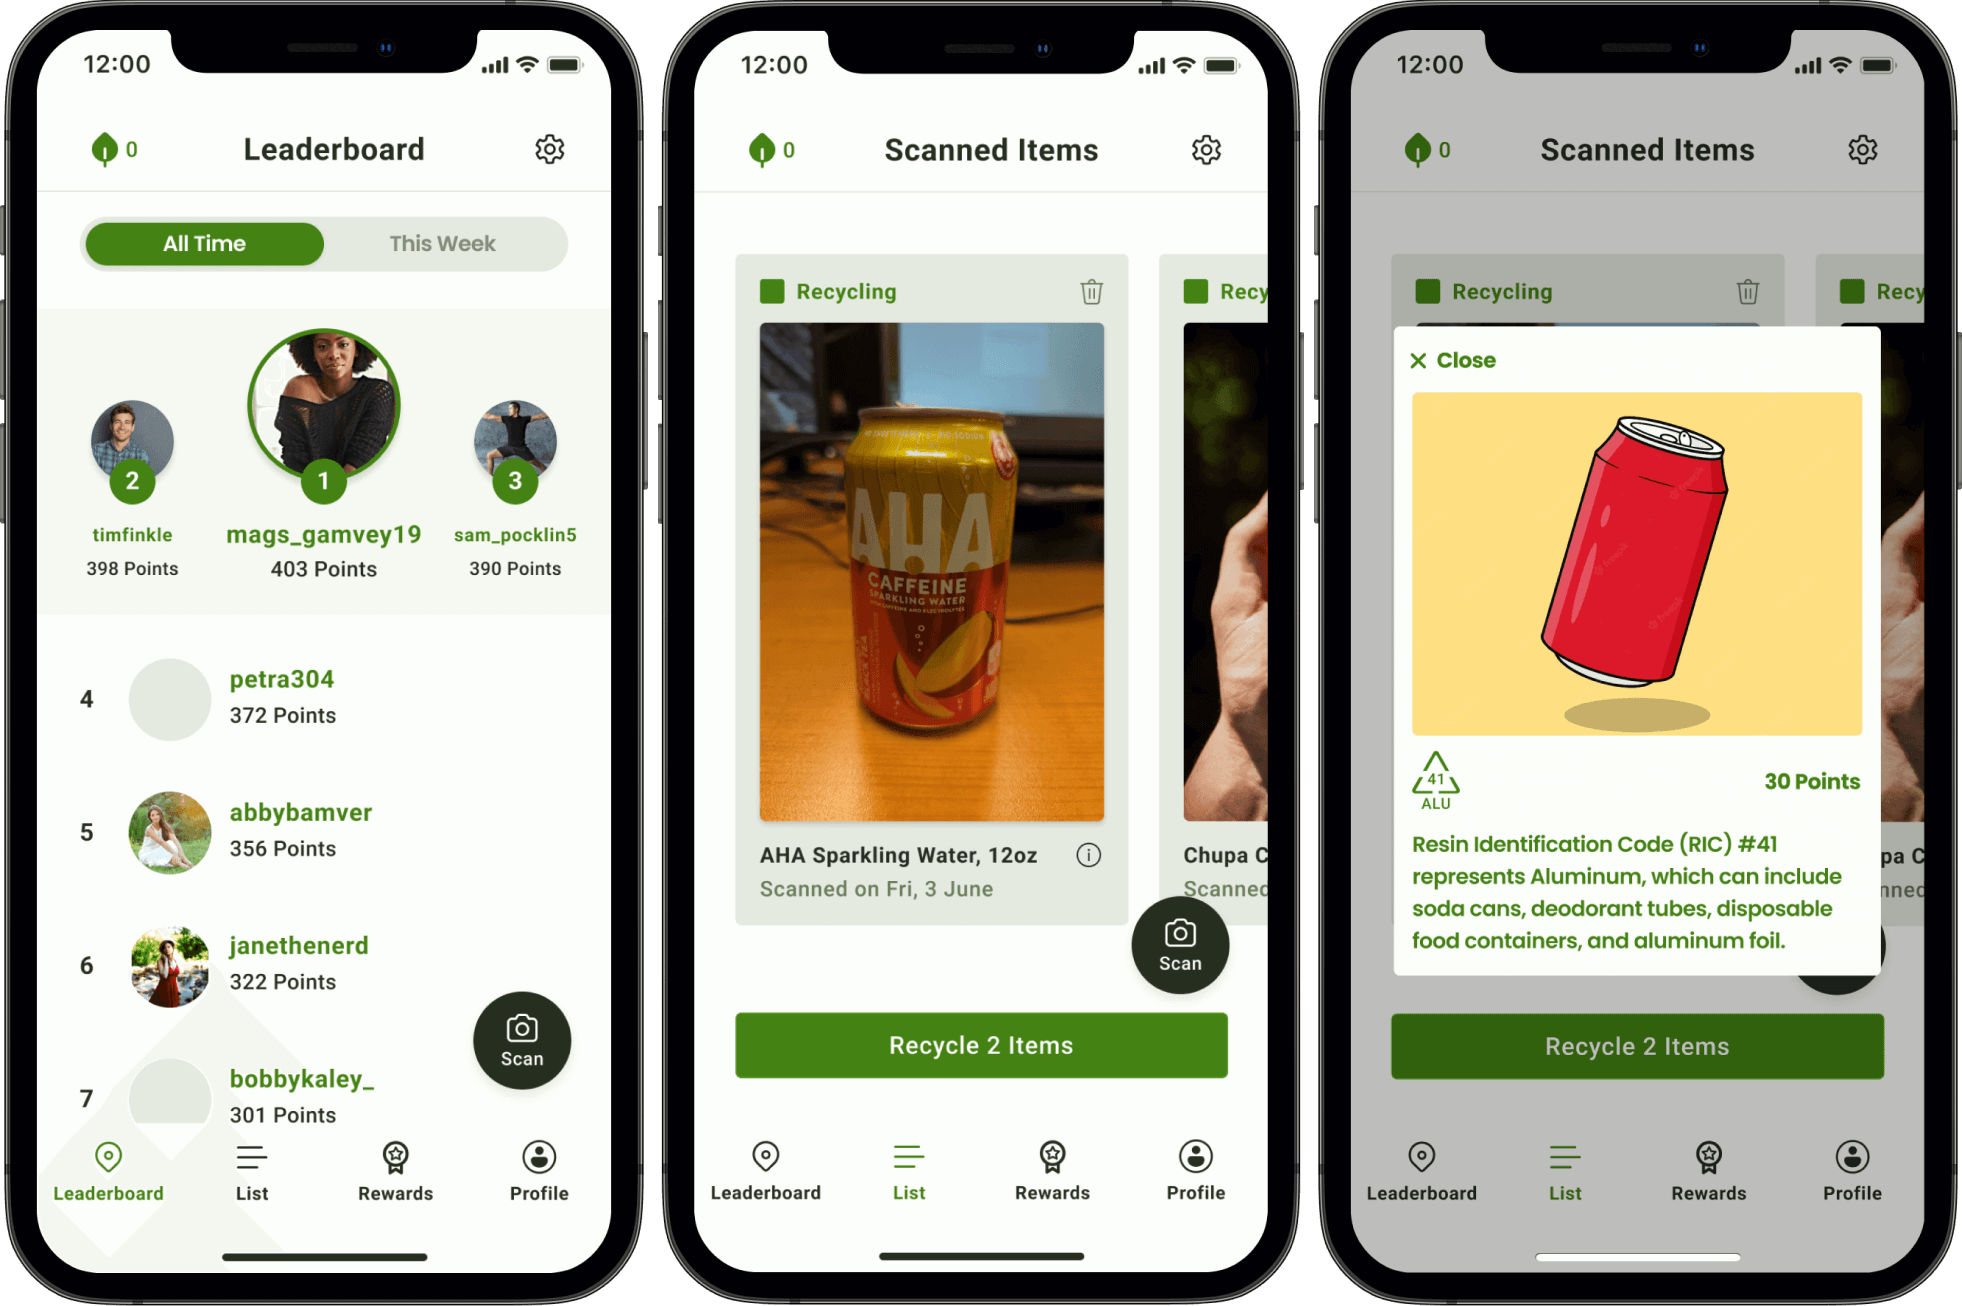 12:00
0
Leaderboard
All Time
This Week
2
1
3
timfinkle
mags_gamvey19
sam_pocklin5
398 Points
403 Points
390 Points
4
petra304
372 Points
5
abbybamver
356 Points
6
janethenerd
322 Points
Scan
7
bobbykaley_
301 Points
Leaderboard
List
Rewards
Profile
12:00
0
Scanned Items
Recycling
Recy
AHA
CAFFEINE
SPARKLING WATER
BLACK TEA
AHA Sparkling Water, 12oz
Scanned on Fri, 3 June
Chupa C
Scanned
Scan
Recycle 2 Items
Leaderboard
List
Rewards
Profile
12:00
0
Scanned Items
Recycling
Recy
Close
41
ALU
30 Points
Resin Identification Code (RIC) #41
represents Aluminum, which can include
soda cans, deodorant tubes, disposable
food containers, and aluminum foil.
pa C
nned
Recycle 2 Items
Leaderboard
List
Rewards
Profile